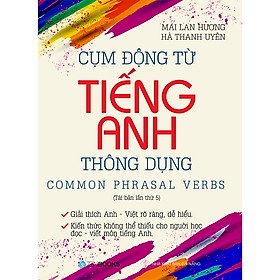 MAI LAN HƯƠNG
HÀ THANH UYÊN
CỤM ĐỘNG TỪ
TIẾNG
ANH
THÔNG DỤNG
COMMON PHRASAL VERBS
(Tái bản lần thứ 5)
Giải thích Anh - Việt rõ ràng, dễ hiểu.
Kiến thức không thể thiếu cho người học
đọc - viết môn tiếng Anh.
BOOKS